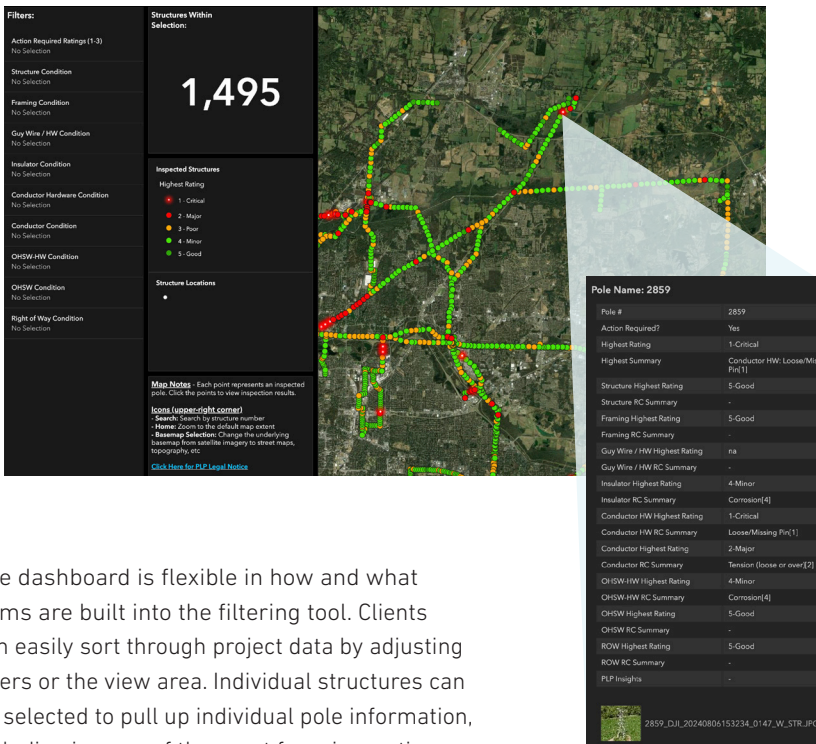 Filters:
Action Required Ratings (1-3)
No Selection
Structure Condition
No Selection
Framing Condition
No Selection
Guy Wire / HW Condition
No Selection
Insulator Condition
No Selection
Conductor Hardware Condition
No Selection
Conductor Condition
No Selection
OHSW-HW Condition
No Selection
OHSW Condition
No Selection
Right of Way Condition
No Selection
Structures Within
Selection:
1,495
Inspected Structures
Highest Rating
1 - Critical
2 - Major
3 - Poor
4 - Minor
5 - Good
Structure Locations
Map Notes - Each point represents an inspected
pole. Click the points to view inspection results.
Icons (upper-right corner)
- Search: Search by structure number
- Home: Zoom to the default map extent
- Basemap Selection: Change the underlying
basemap from satellite imagery to street maps,
topography, etc
Click Here for PLP Legal Notice
Pole Name: 2859
Pole # 2859
Action Required? Yes
Highest Rating 1-Critical
Highest Summary Conductor HW: Loose/Mis
Pin[1]
Structure Highest Rating 5-Good
Structure RC Summary -
Framing Highest Rating 5-Good
Framing RC Summary -
Guy Wire / HW Highest Rating na
Guy Wire / HW RC Summary -
Insulator Highest Rating 4-Minor
Insulator RC Summary Corrosion[4]
Conductor HW Highest Rating 1-Critical
Conductor HW RC Summary Loose/Missing Pin[1]
Conductor Highest Rating 2-Major
Conductor RC Summary Tension (loose or over)[2]
OHSW-HW Highest Rating 4-Minor
OHSW-HW RC Summary Corrosion[4]
OHSW Highest Rating 5-Good
OHSW RC Summary -
ROW Highest Rating 5-Good
ROW RC Summary -
PLP Insights -
2859_DJI_20240806153234_0147_W_STR.JPG
e dashboard is flexible in how and what
ms are built into the filtering tool. Clients
n easily sort through project data by adjusting
ers or the view area. Individual structures can
selected to pull up individual pole information,